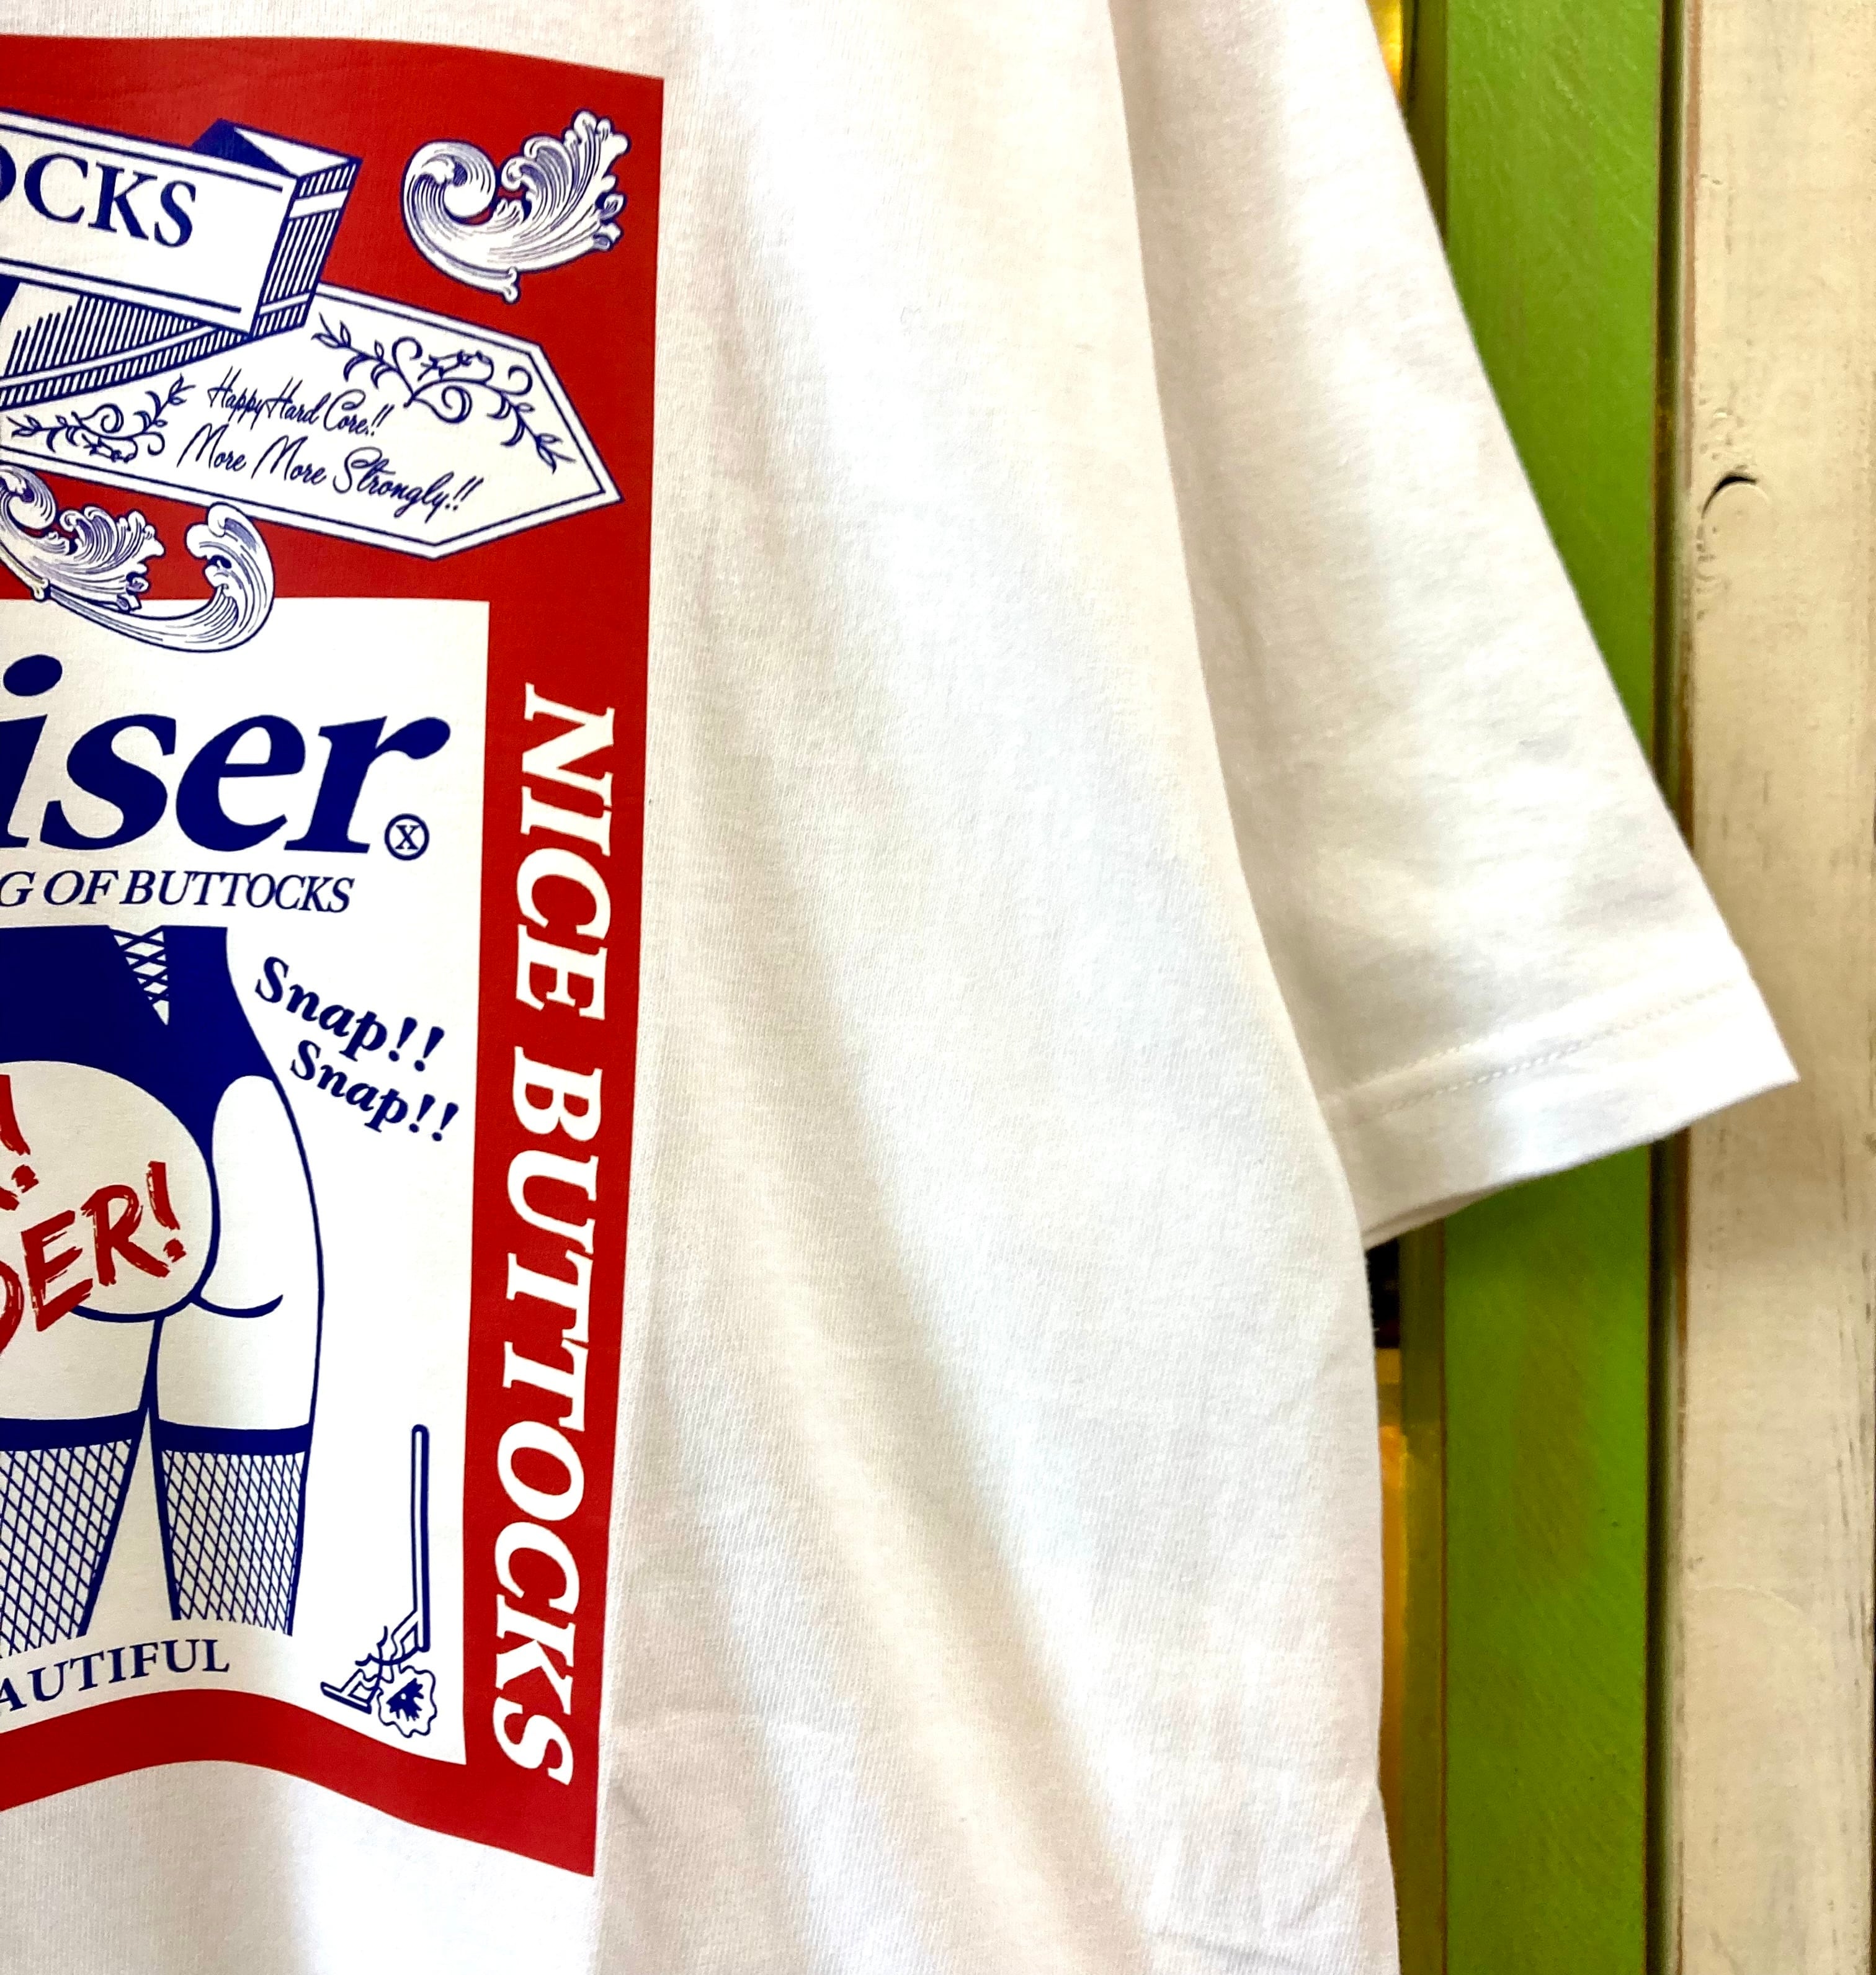 OCKS
Happy Hard Core!!
More More Strongly!!
iser
X
G OF BUTTOCKS
Snap!!
Snap!!
!
DER!
AUTIFUL
NICE BUTTOCKS